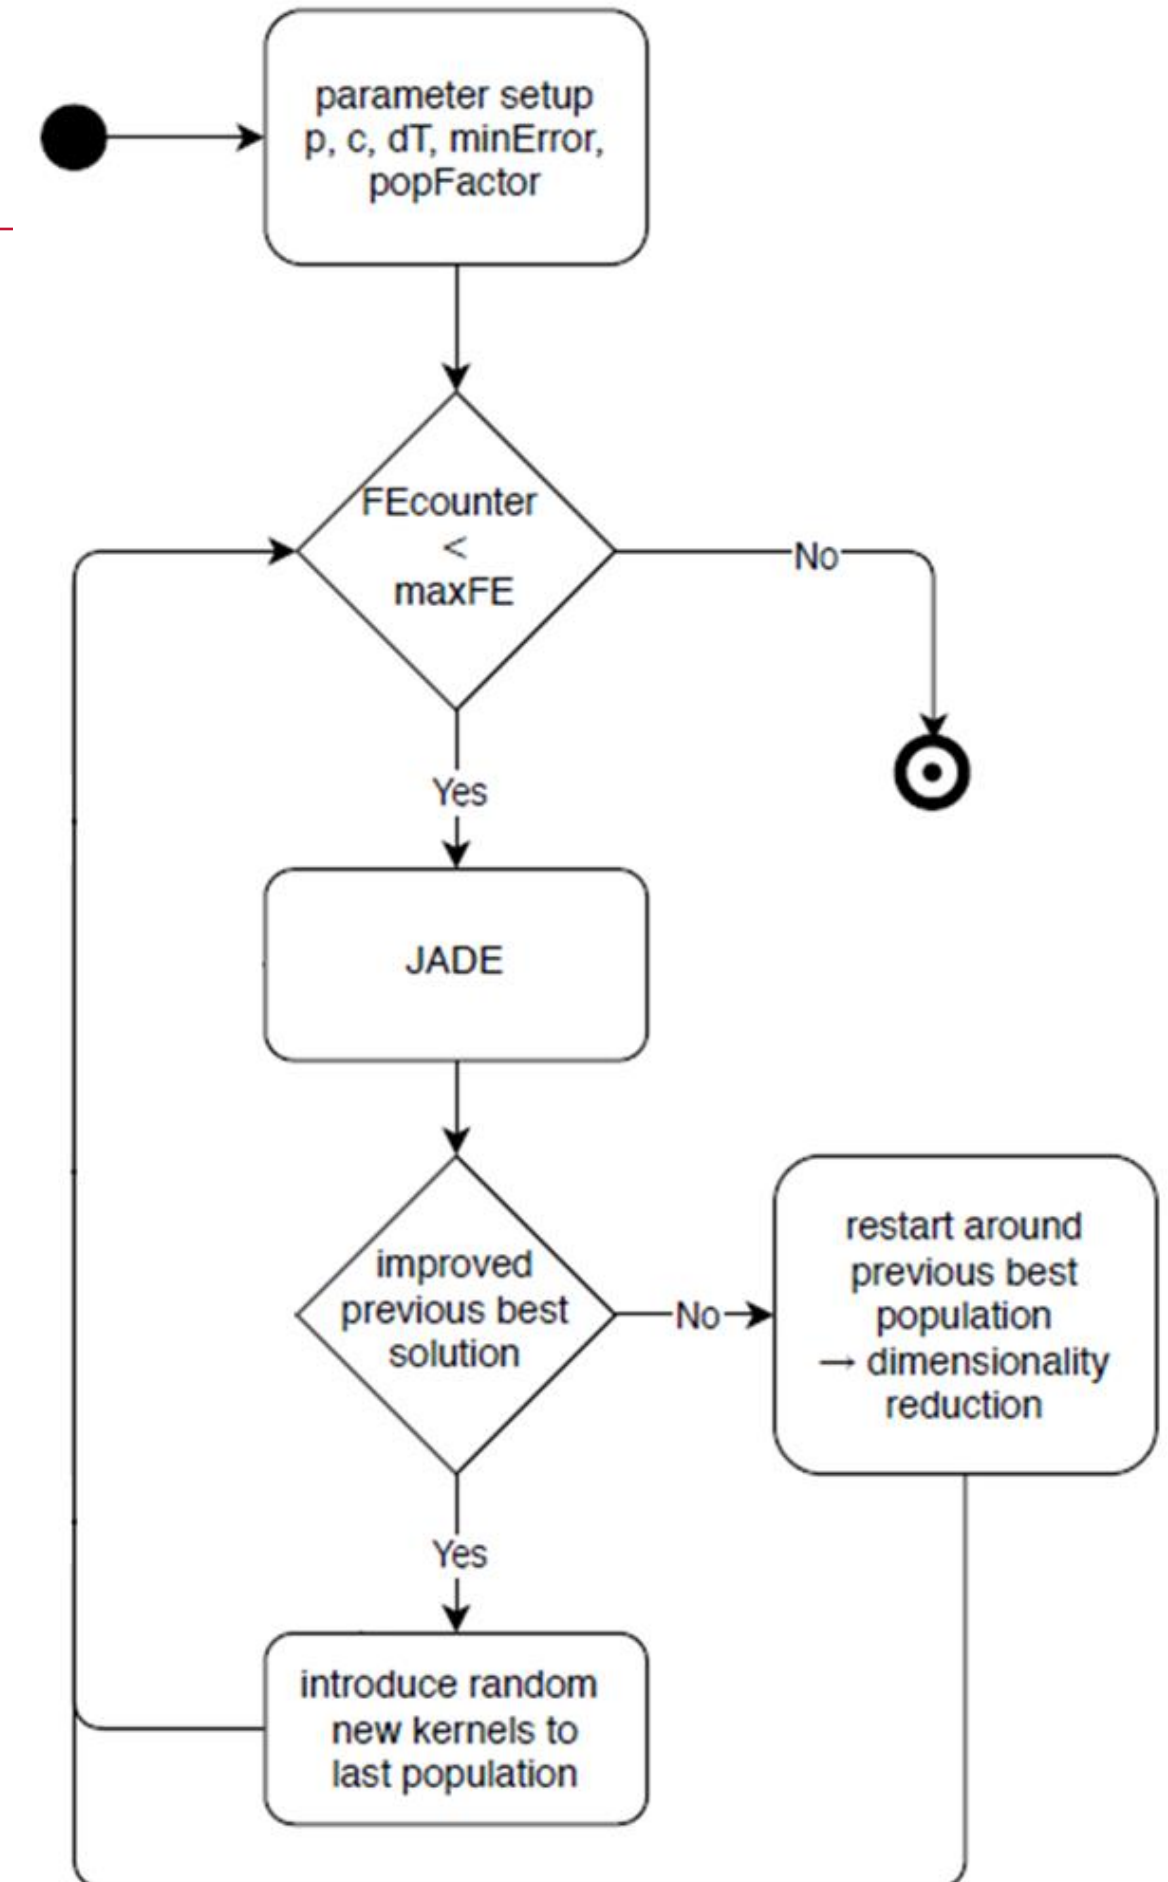 parameter setup
p, c, dT, minError,
popFactor
FEcounter
<
maxFE
No
Yes
JADE
improved
previous best
solution
No
restart around
previous best
population
→ dimensionality
reduction
Yes
introduce random
new kernels to
last population